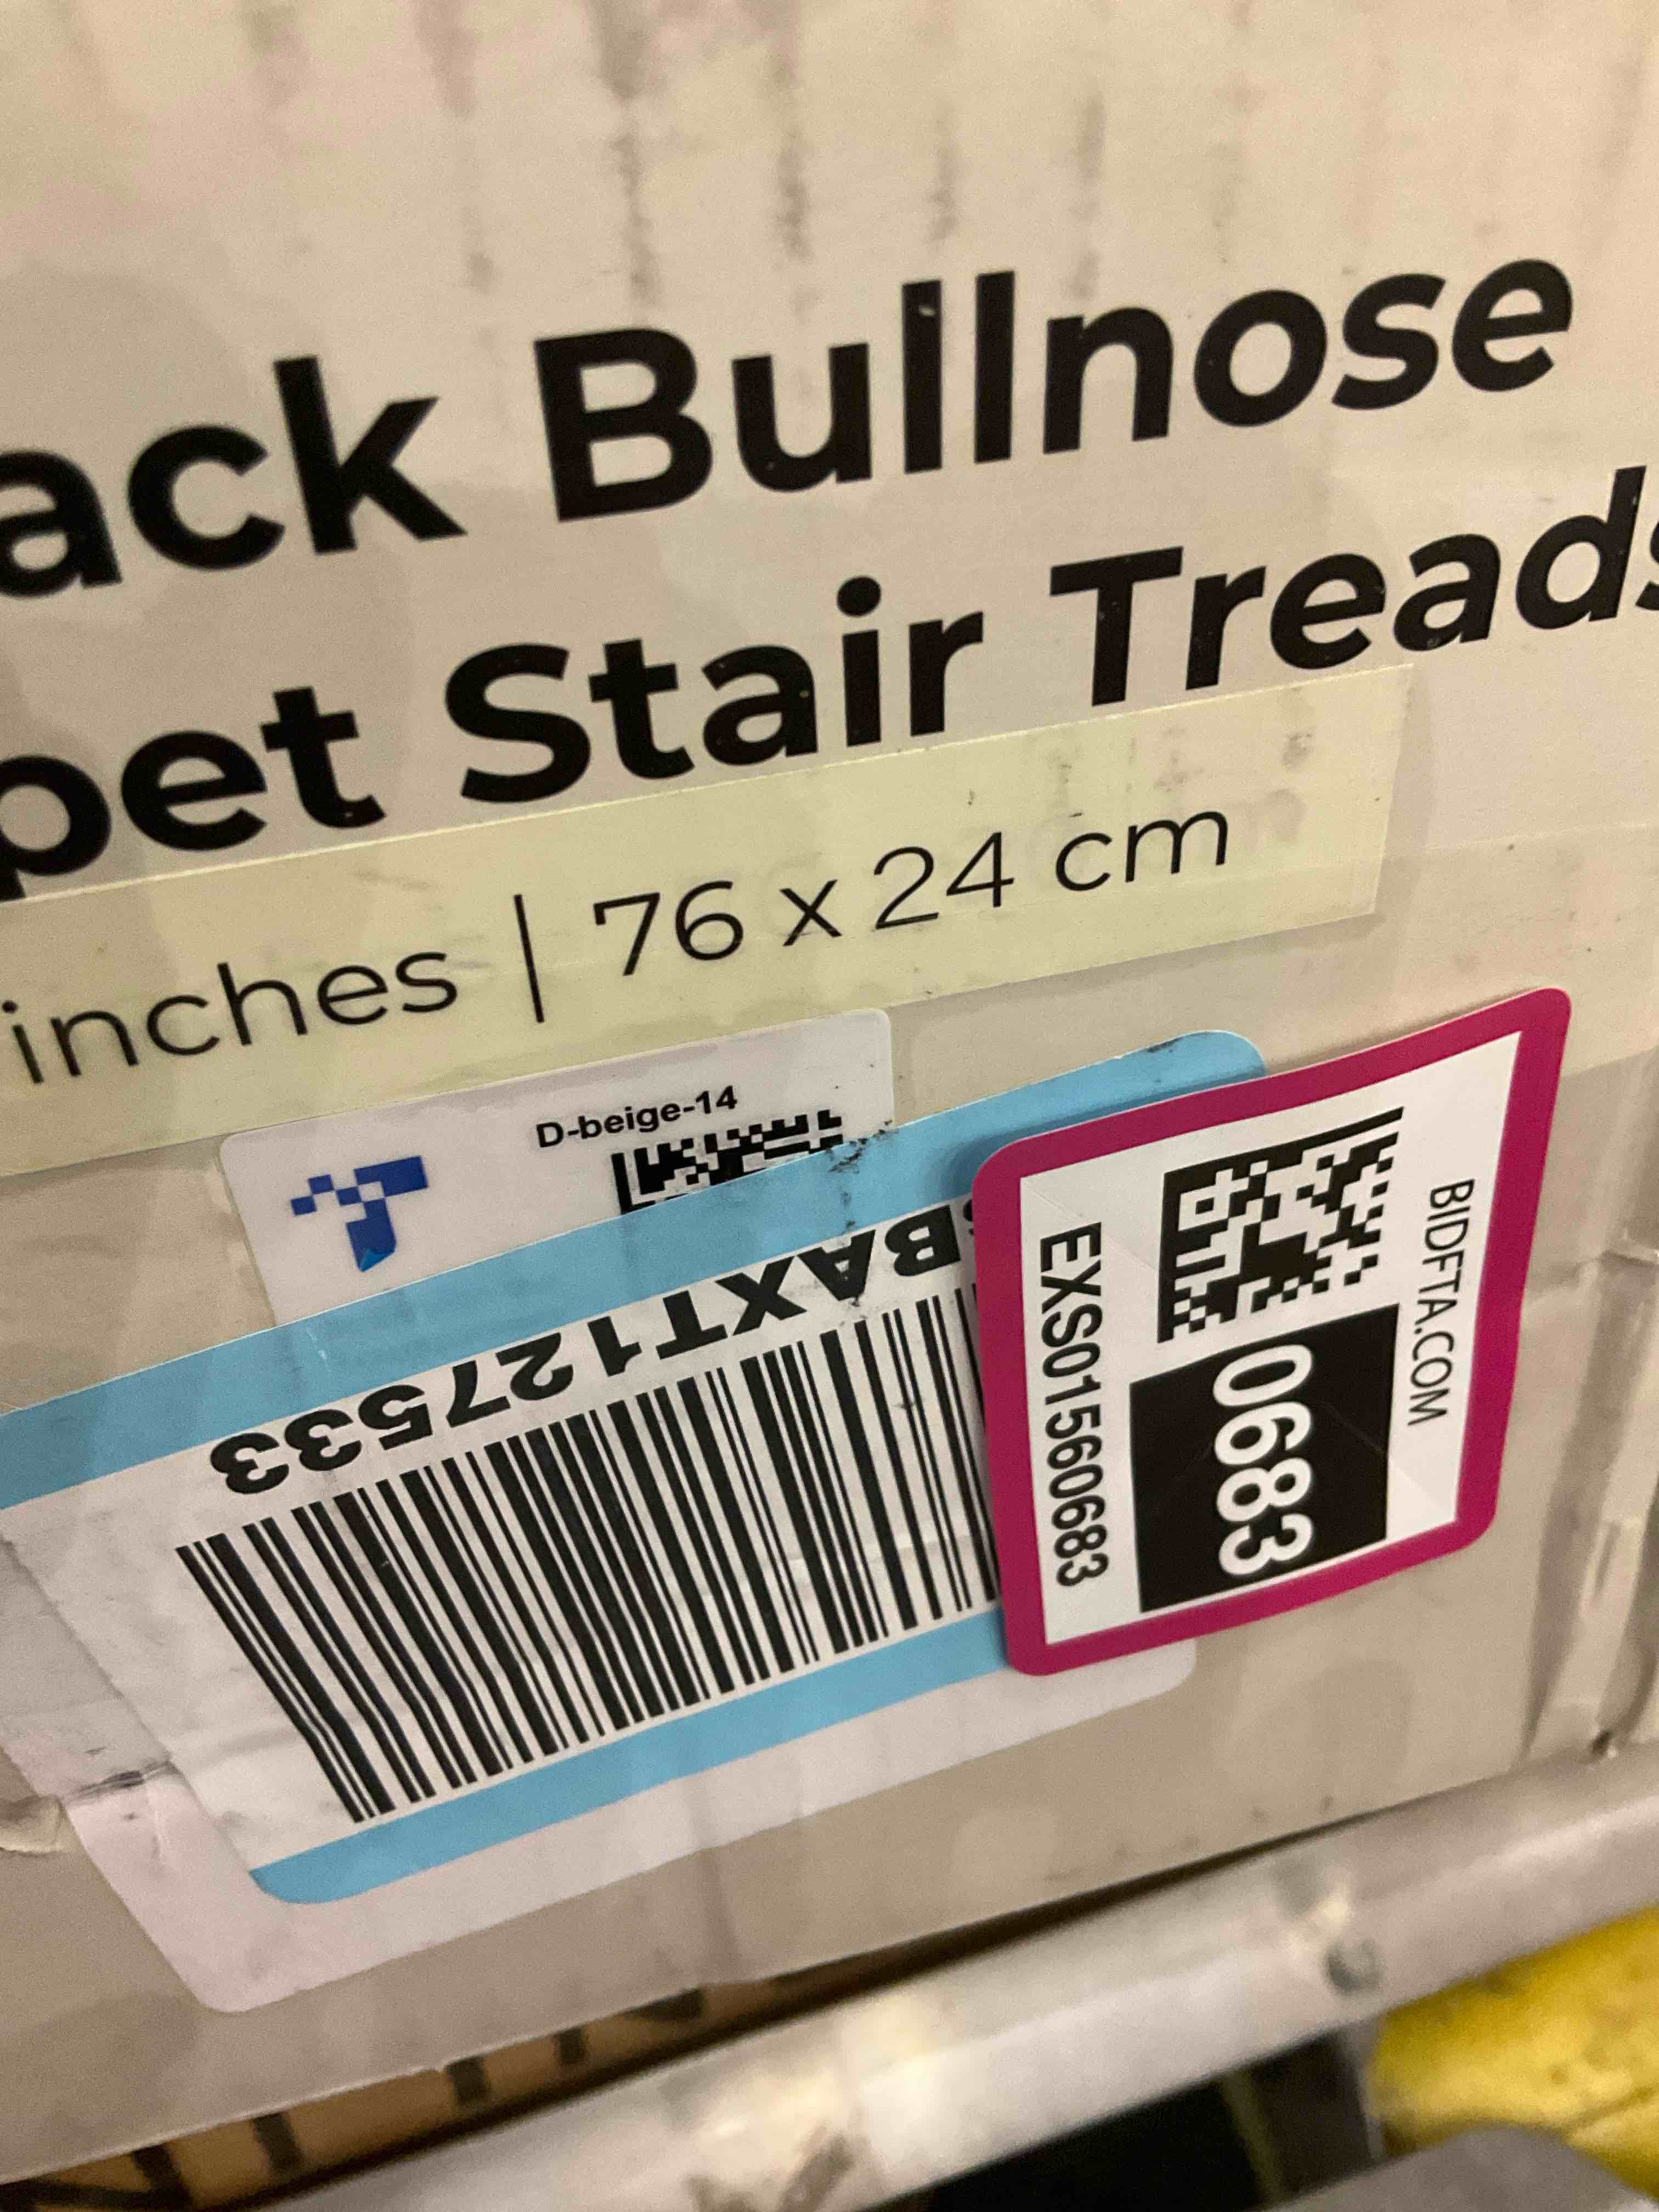 ack Bullnose
pet Stair Treads
inches | 76 x 24 cm
D-beige-14
BAXT127533
BIDFTA.COM
0683
EXS01560683